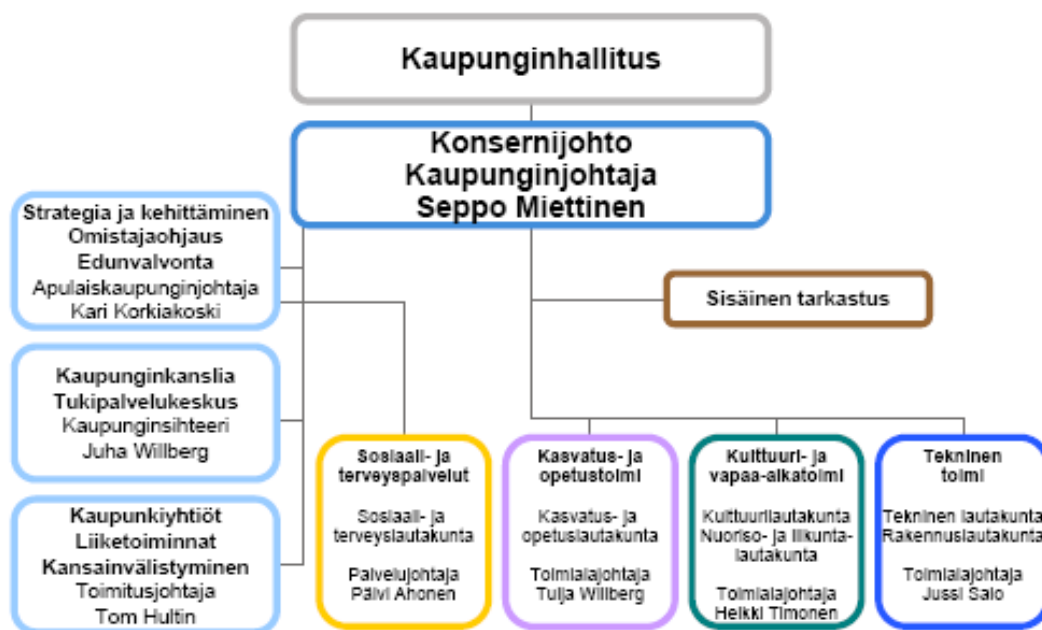 Kaupunginhallitus
Konsernijohto
Kaupunginjohtaja
Seppo Miettinen
Strategia ja kehittäminen
Omistajaohjaus
Edunvalvonta
Apulaiskaupunginjohtaja
Kari Korkiakoski
Sisäinen tarkastus
Kaupunginkanslia
Tukipalvelukeskus
Kaupunginsihteeri
Juha Willberg
Kaupunkiyhtiöt
Liiketoiminnat
Kansainvälistyminen
Toimitusjohtaja
Tom Hultin
Sosiaali- ja
terveyspalvelut
Sosiaali- ja
terveyslautakunta
Palvelujohtaja
Päivi Ahonen
Kasvatus- ja
opetustoimi
Kasvatus- ja
opetuslautakunta
Toimialajohtaja
Tuija Willberg
Kulttuuri- ja
vapaa-aikatoimi
Kulttuurilautakunta
Nuoriso- ja liikunta-
lautakunta
Toimialajohtaja
Heikki Timonen
Tekninen
toimi
Tekninen lautakunta
Rakennuslautakunta
Toimialajohtaja
Jussi Salo